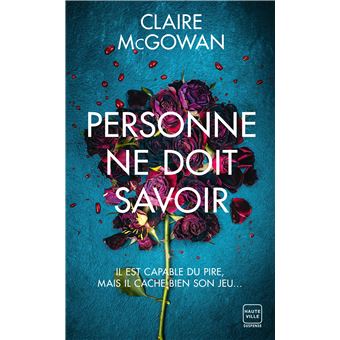 CLAIRE
McGOWAN
PERSONNE
NE DOIT
SAVOIR
IL EST CAPABLE DU PIRE,
MAIS IL CACHE BIEN SON JEU...
HAUTE
VILLE
SUSPENSE